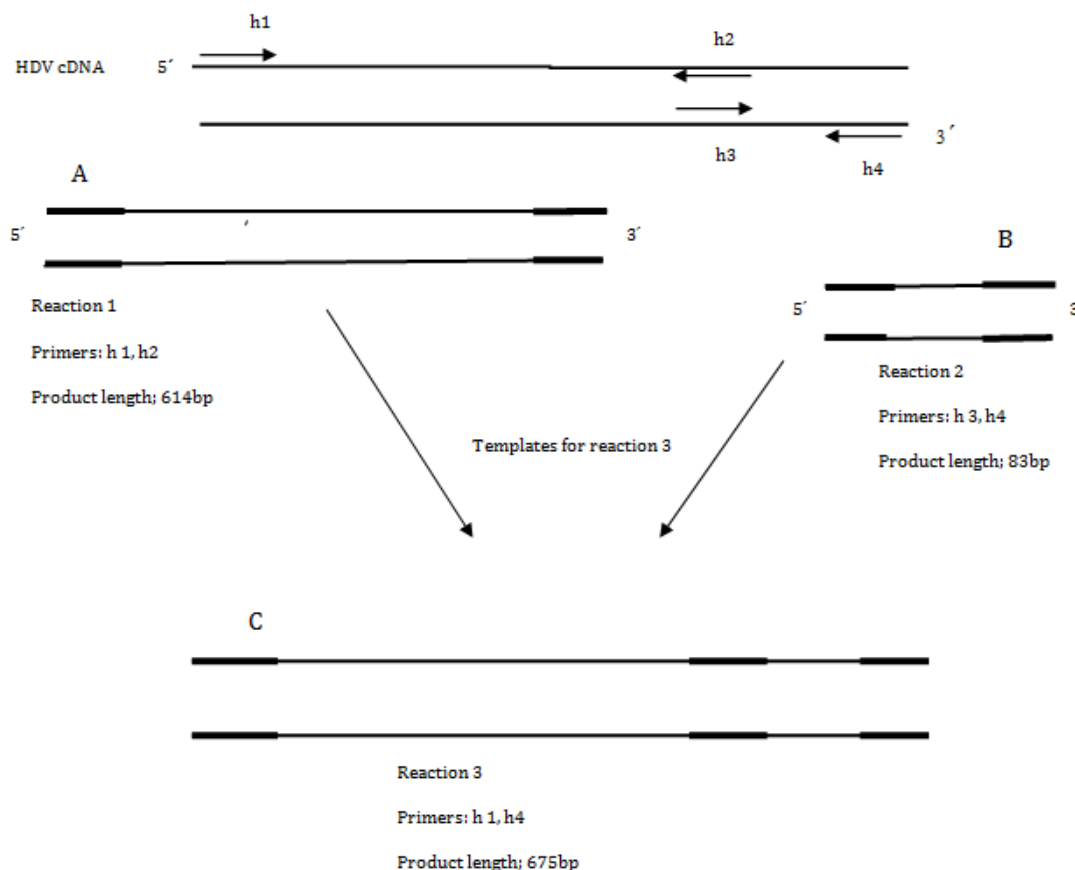 h1
h2
HDV cDNA 5´
3´
h3
h4
A
5´
3´
B
5´
3
Reaction 1
Primers: h 1, h2
Product length; 614bp
Reaction 2
Primers: h 3, h4
Product length; 83bp
Templates for reaction 3
C
Reaction 3
Primers: h 1, h4
Product length; 675bp